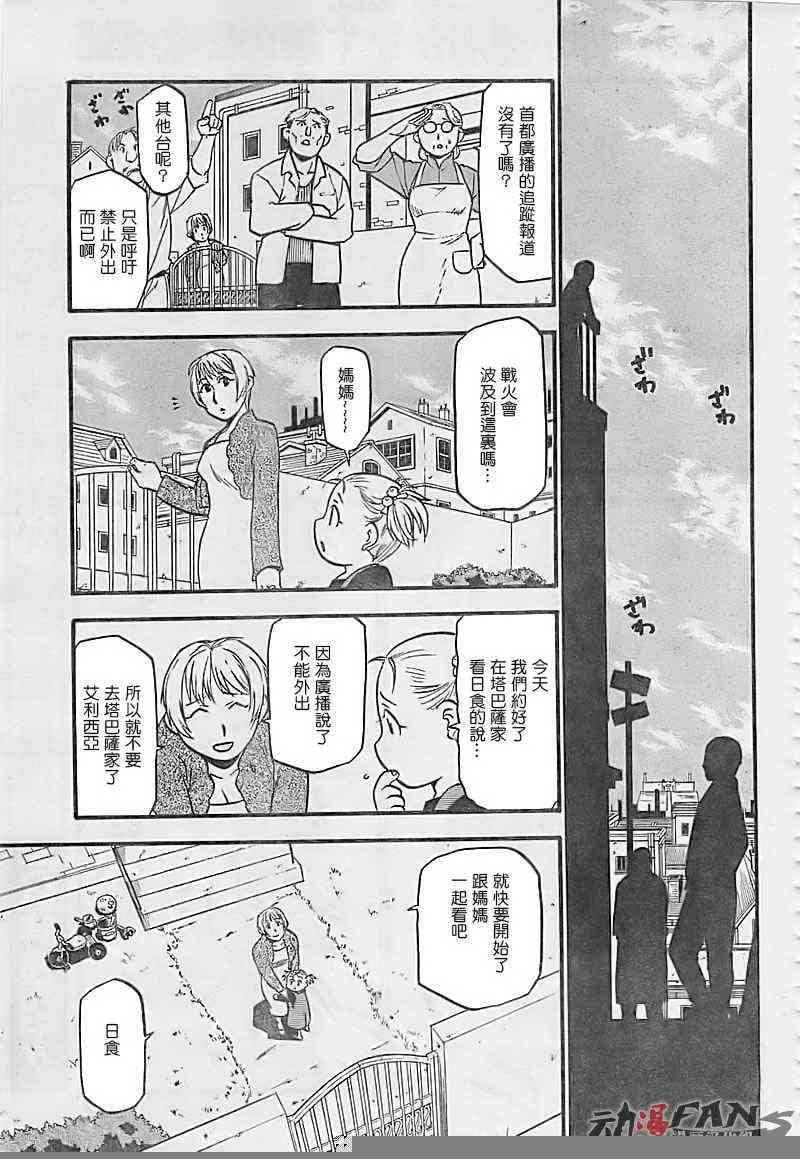 ざわ
ざわ
ざわ
首都廣播的追蹤報道
沒有了嗎？
其他台呢？
只是呼吁
禁止外出
而已啊
ざわ
ざわ
戰火會
波及到這裏嗎…
媽媽~~~~
今天
我們約好了
在塔巴薩家
看日食的說…
因為廣播說了
不能外出
所以就不要
去塔巴薩家了
艾利西亞
就快要開始了
跟媽媽
一起看吧
日食
动漫FANS